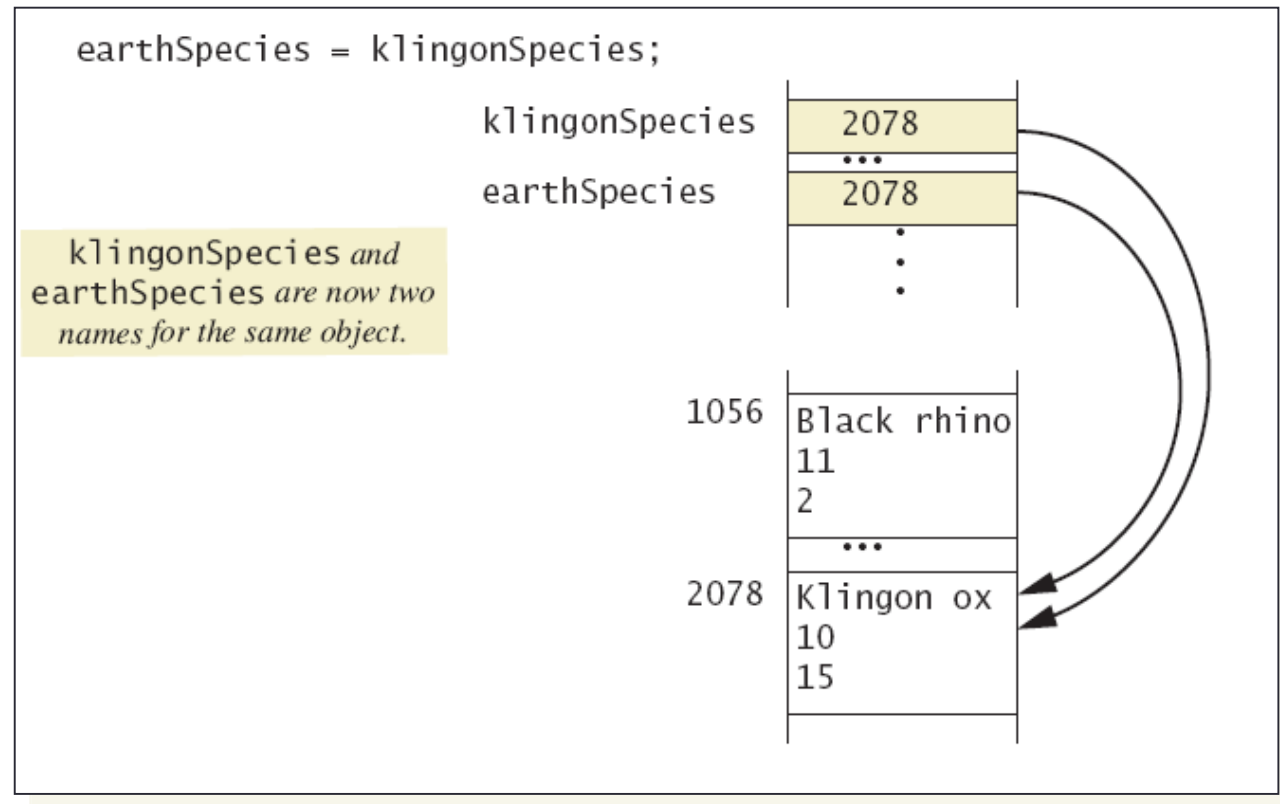 earthSpecies = klingonSpecies;
klingonSpecies 2078
•••
earthSpecies 2078
klingonSpecies and
earthSpecies are now two
names for the same object.
1056 Black rhino
11
2
•••
2078 Klingon ox
10
15